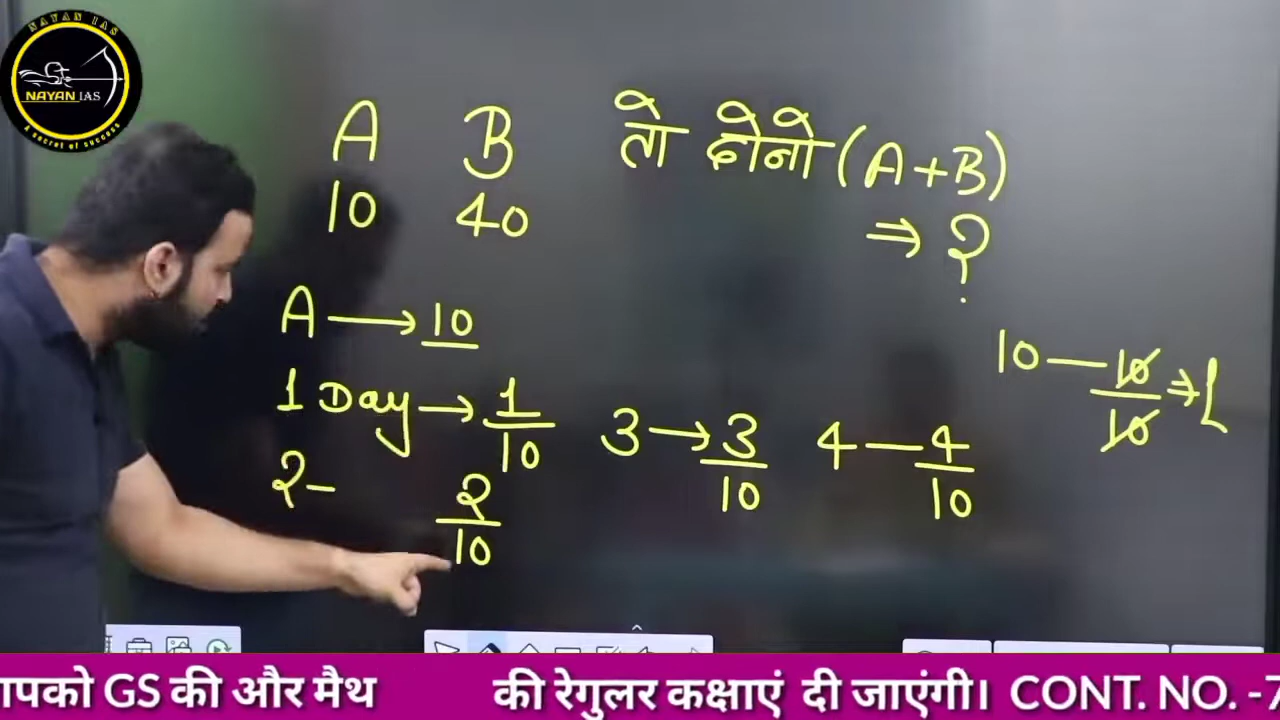 NAYAN IAS
NAYAN IAS
A secret of success
A B तो दोनो (A+B)
10 40 ⇒ ?
A → 10
10 — 10/10 ⇒ 1
1 Day → 1/10 3 → 3/10 4 — 4/10
2 - 2/10
ापको GS की और मैथ की रेगुलर कक्षाएं दी जाएंगी। CONT. NO. -7